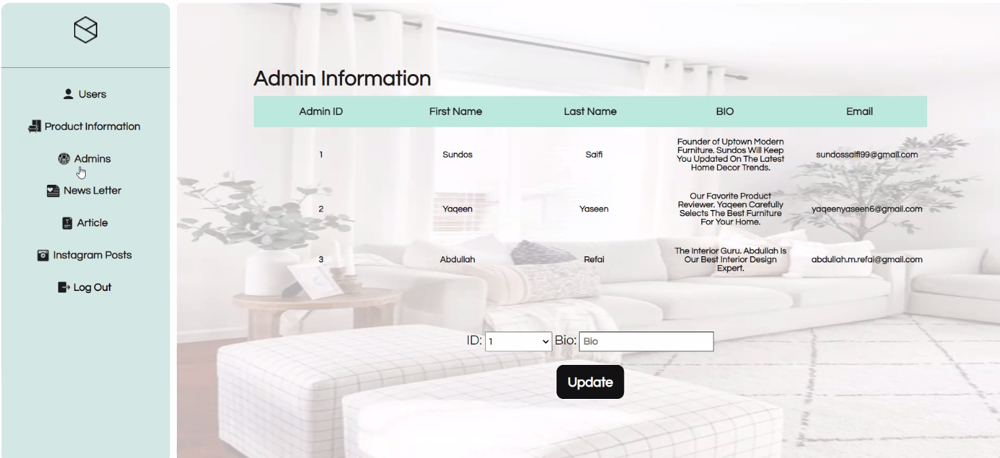 Users
Product Information
Admins
News Letter
Article
Instagram Posts
Log Out
Admin Information
Admin ID First Name Last Name BIO Email
1 Sundos Saifi Founder of Uptown Modern Furniture. Sundos Will Keep You Updated On The Latest Home Decor Trends. sundossaifi99@gmail.com
2 Yaqeen Yaseen Our Favorite Product Reviewer. Yaqeen Carefully Selects The Best Furniture For Your Home. yaqeenyaseen6@gmail.com
3 Abdullah Refai The Interior Guru. Abdullah Is Our Best Interior Design Expert. abdullah.m.refai@gmail.com
ID: 1 Bio: Bio
Update